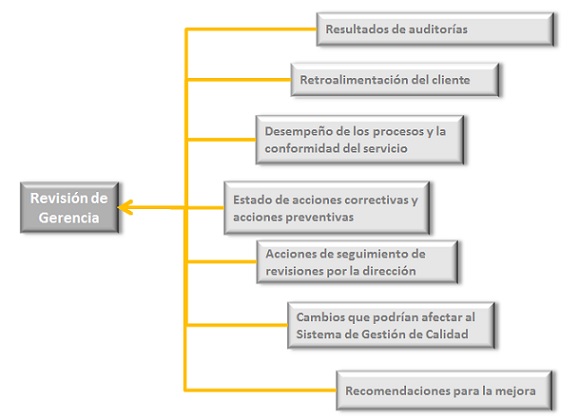 Resultados de auditorías
Retroalimentación del cliente
Desempeño de los procesos y la
conformidad del servicio
Revisión de
Gerencia
Estado de acciones correctivas y
acciones preventivas
Acciones de seguimiento de
revisiones por la dirección
Cambios que podrían afectar al
Sistema de Gestión de Calidad
Recomendaciones para la mejora